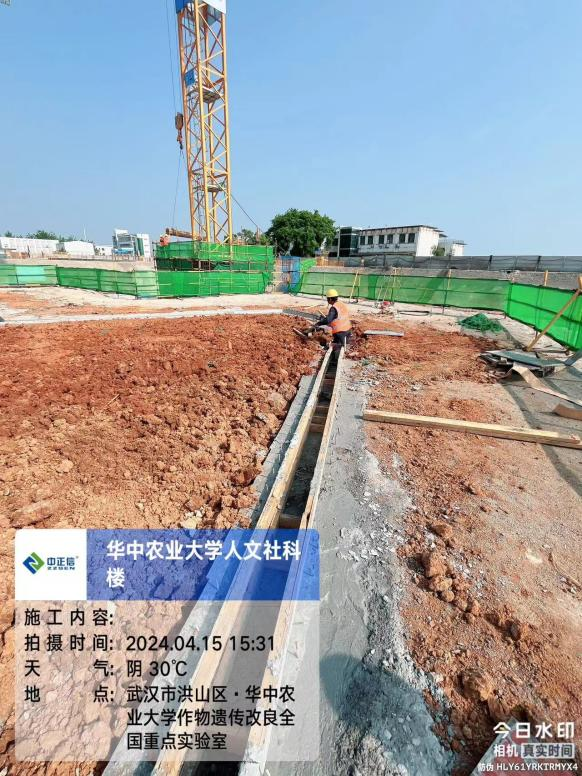 中正信
ZZSEN
华中农业大学人文社科
楼
施工内容:
拍摄时间: 2024.04.15 15:31
天 气: 阴 30℃
地 点: 武汉市洪山区·华中农
业大学作物遗传改良全
国重点实验室
今日水印
相机 真实时间
防伪 HLY61YRKIRMYX4